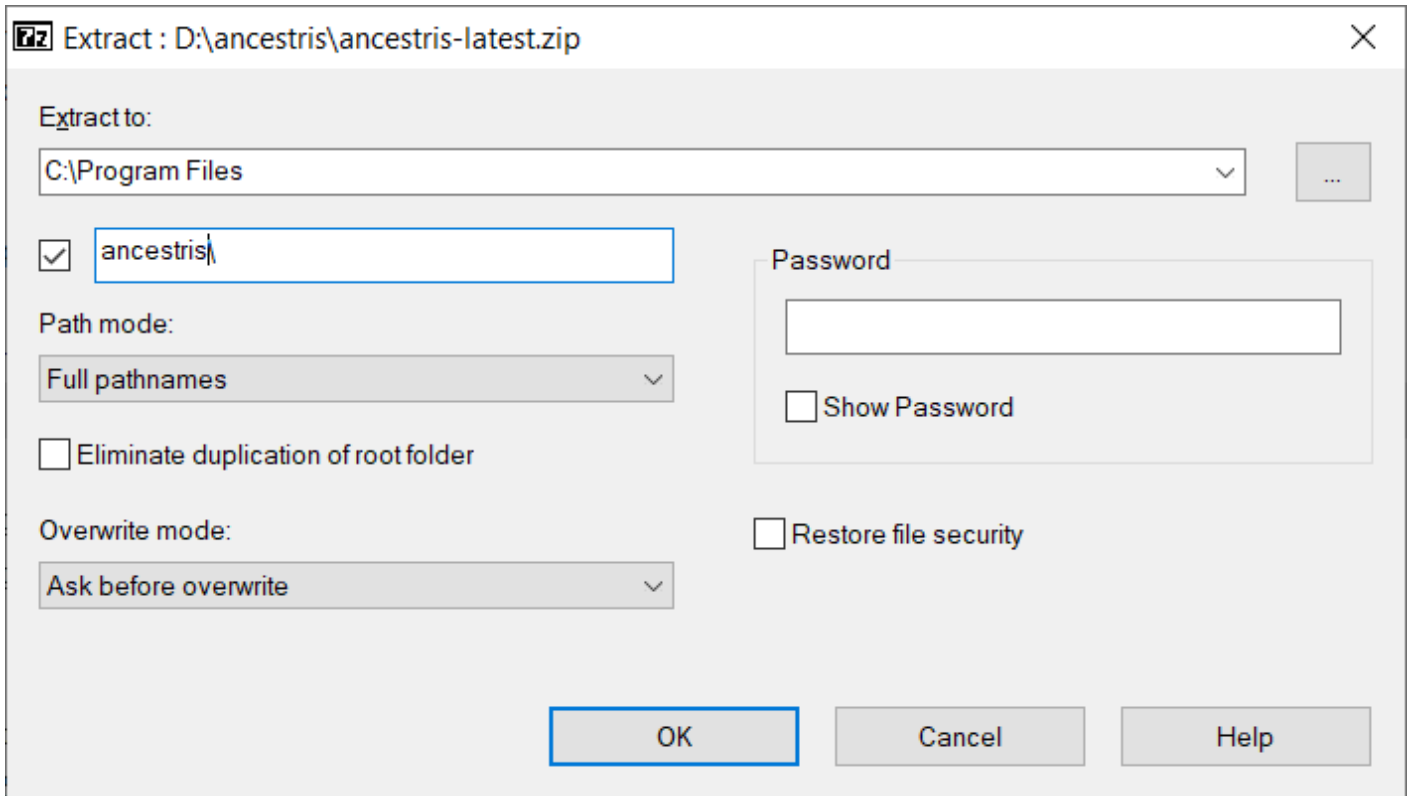 7z Extract : D:\ancestris\ancestris-latest.zip
Extract to:
C:\Program Files
...
ancestris\
Password
Path mode:
Full pathnames
Show Password
Eliminate duplication of root folder
Overwrite mode:
Restore file security
Ask before overwrite
OK Cancel Help